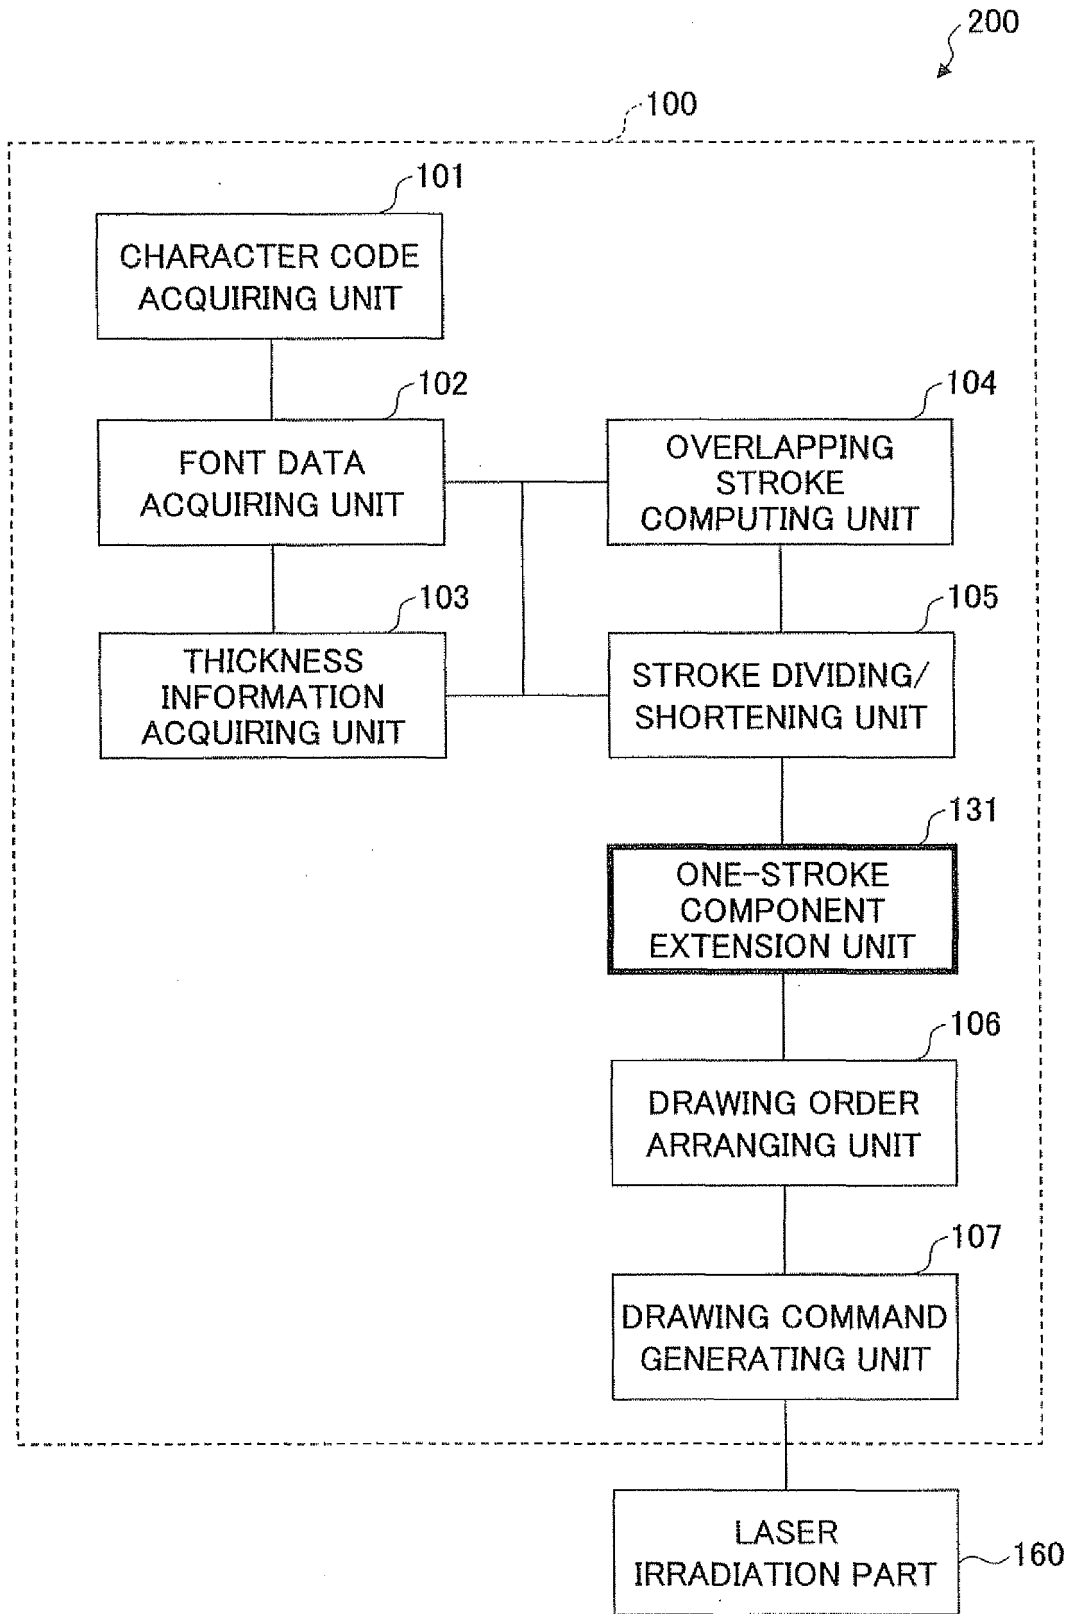 200
100
101
CHARACTER CODE
ACQUIRING UNIT
102
FONT DATA
ACQUIRING UNIT
103
THICKNESS
INFORMATION
ACQUIRING UNIT
104
OVERLAPPING
STROKE
COMPUTING UNIT
105
STROKE DIVIDING/
SHORTENING UNIT
131
ONE-STROKE
COMPONENT
EXTENSION UNIT
106
DRAWING ORDER
ARRANGING UNIT
107
DRAWING COMMAND
GENERATING UNIT
LASER
IRRADIATION PART
160